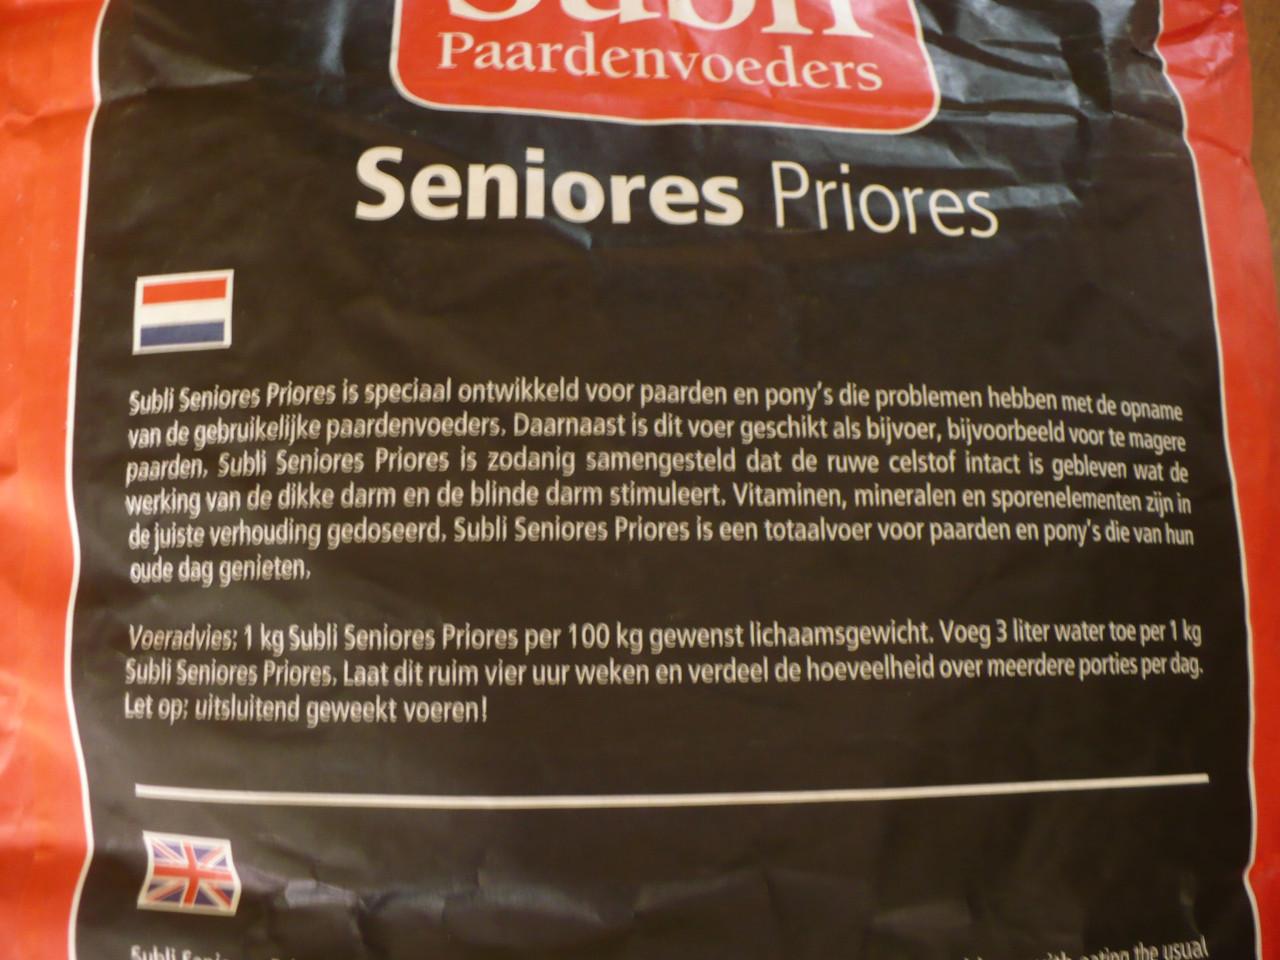 Subli
Paardenvoeders
Seniores Priores
Subli Seniores Priores is speciaal ontwikkeld voor paarden en pony's die problemen hebben met de opname
van de gebruikelijke paardenvoeders. Daarnaast is dit voer geschikt als bijvoer, bijvoorbeeld voor te magere
paarden. Subli Seniores Priores is zodanig samengesteld dat de ruwe celstof intact is gebleven wat de
werking van de dikke darm en de blinde darm stimuleert. Vitaminen, mineralen en sporenelementen zijn in
de juiste verhouding gedoseerd. Subli Seniores Priores is een totaalvoer voor paarden en pony's die van hun
oude dag genieten.
Voeradvies: 1 kg Subli Seniores Priores per 100 kg gewenst lichaamsgewicht. Voeg 3 liter water toe per 1 kg
Subli Seniores Priores. Laat dit ruim vier uur weken en verdeel de hoeveelheid over meerdere porties per dag.
Let op: uitsluitend geweekt voeren!
Subli with eating the usual